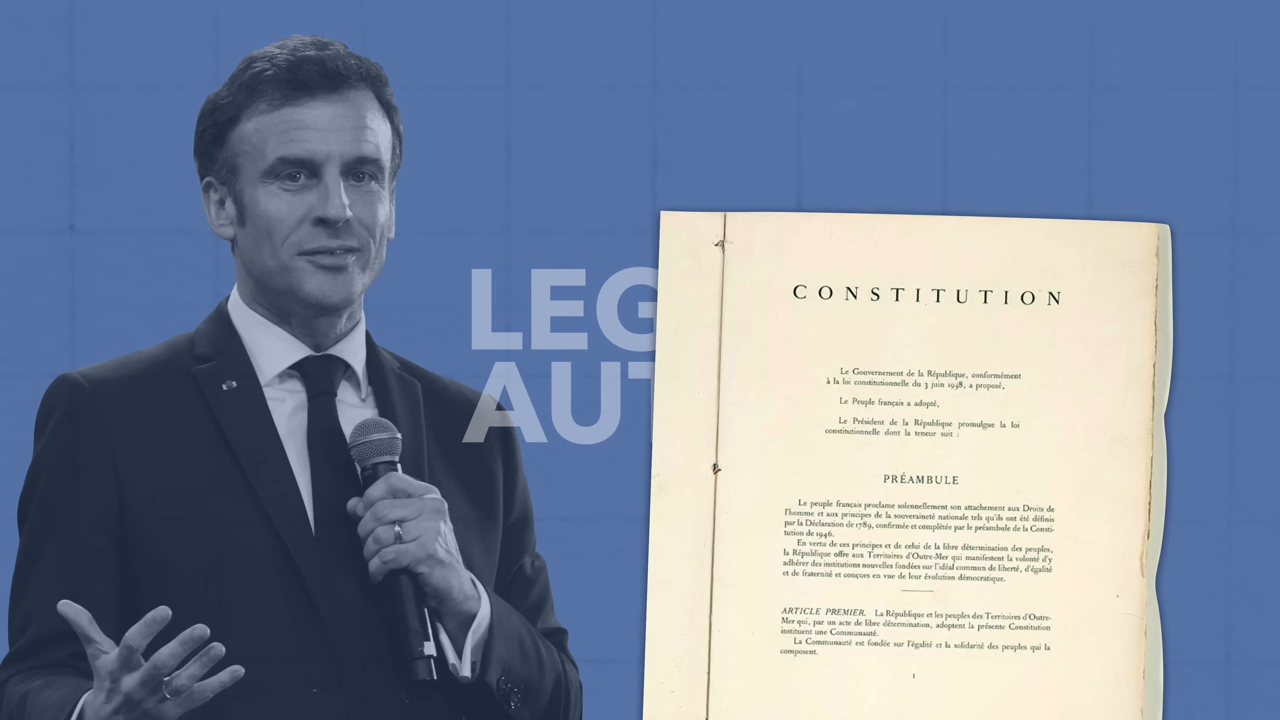 LEG
AUT
CONSTITUTION
Le Gouvernement de la République, conformément
à la loi constitutionnelle du 3 juin 1958, a proposé,
Le Peuple français a adopté,
Le Président de la République promulgue la loi
constitutionnelle dont la teneur suit :
PRÉAMBULE
Le peuple français proclame solennellement son attachement aux Droits de
l'homme et aux principes de la souveraineté nationale tels qu'ils ont été définis
par la Déclaration de 1789, confirmée et complétée par le préambule de la Consti-
tution de 1946.
En vertu de ces principes et de celui de la libre détermination des peuples,
la République offre aux Territoires d'Outre-Mer qui manifestent la volonté d'y
adhérer des institutions nouvelles fondées sur l'idéal commun de liberté, d'égalité
et de fraternité et conçues en vue de leur évolution démocratique.
ARTICLE PREMIER. La République et les peuples des Territoires d'Outre-
Mer qui, par un acte de libre détermination, adoptent la présente Constitution
instituent une Communauté.
La Communauté est fondée sur l'égalité et la solidarité des peuples qui la
composent.
1